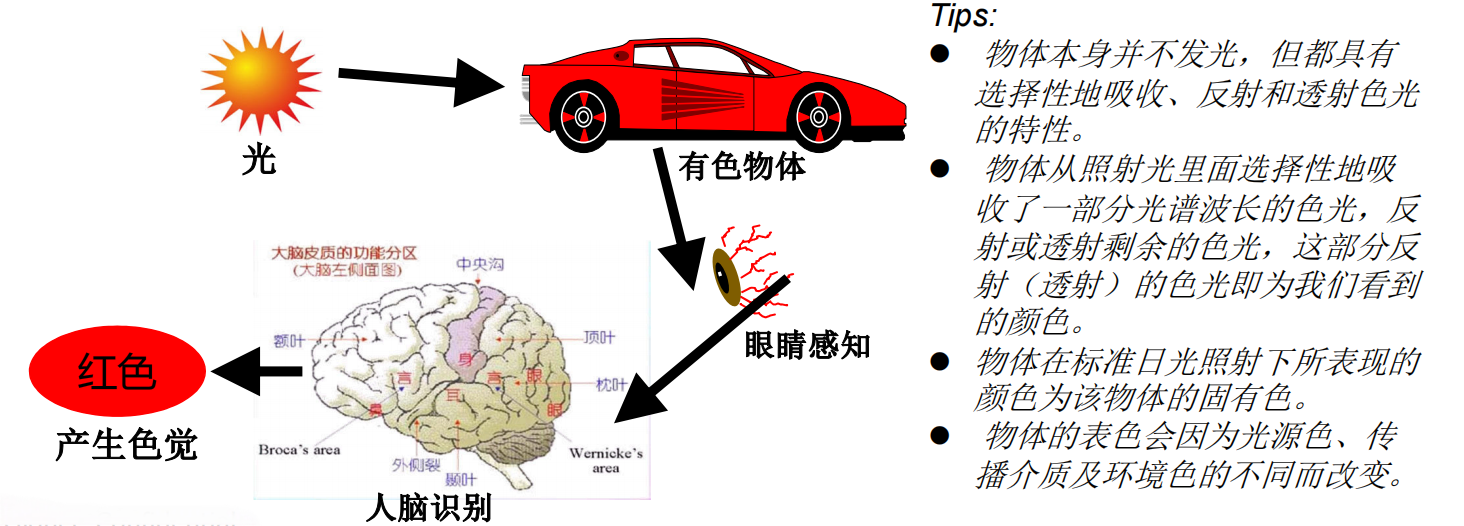 光
有色物体
眼睛感知
大脑皮质的功能分区
(大脑左侧面图)
中央沟
额叶
顶叶
身
言
言
眼
枕叶
耳
鼻
眼
Broca's area
Wernicke's
area
外侧裂
颞叶
人脑识别
红色
产生色觉
Tips:
● 物体本身并不发光，但都具有
选择性地吸收、反射和透射色光
的特性。
● 物体从照射光里面选择性地吸
收了一部分光谱波长的色光，反
射或透射剩余的色光，这部分反
射（透射）的色光即为我们看到
的颜色。
● 物体在标准日光照射下所表现的
颜色为该物体的固有色。
● 物体的表色会因为光源色、传
播介质及环境色的不同而改变。